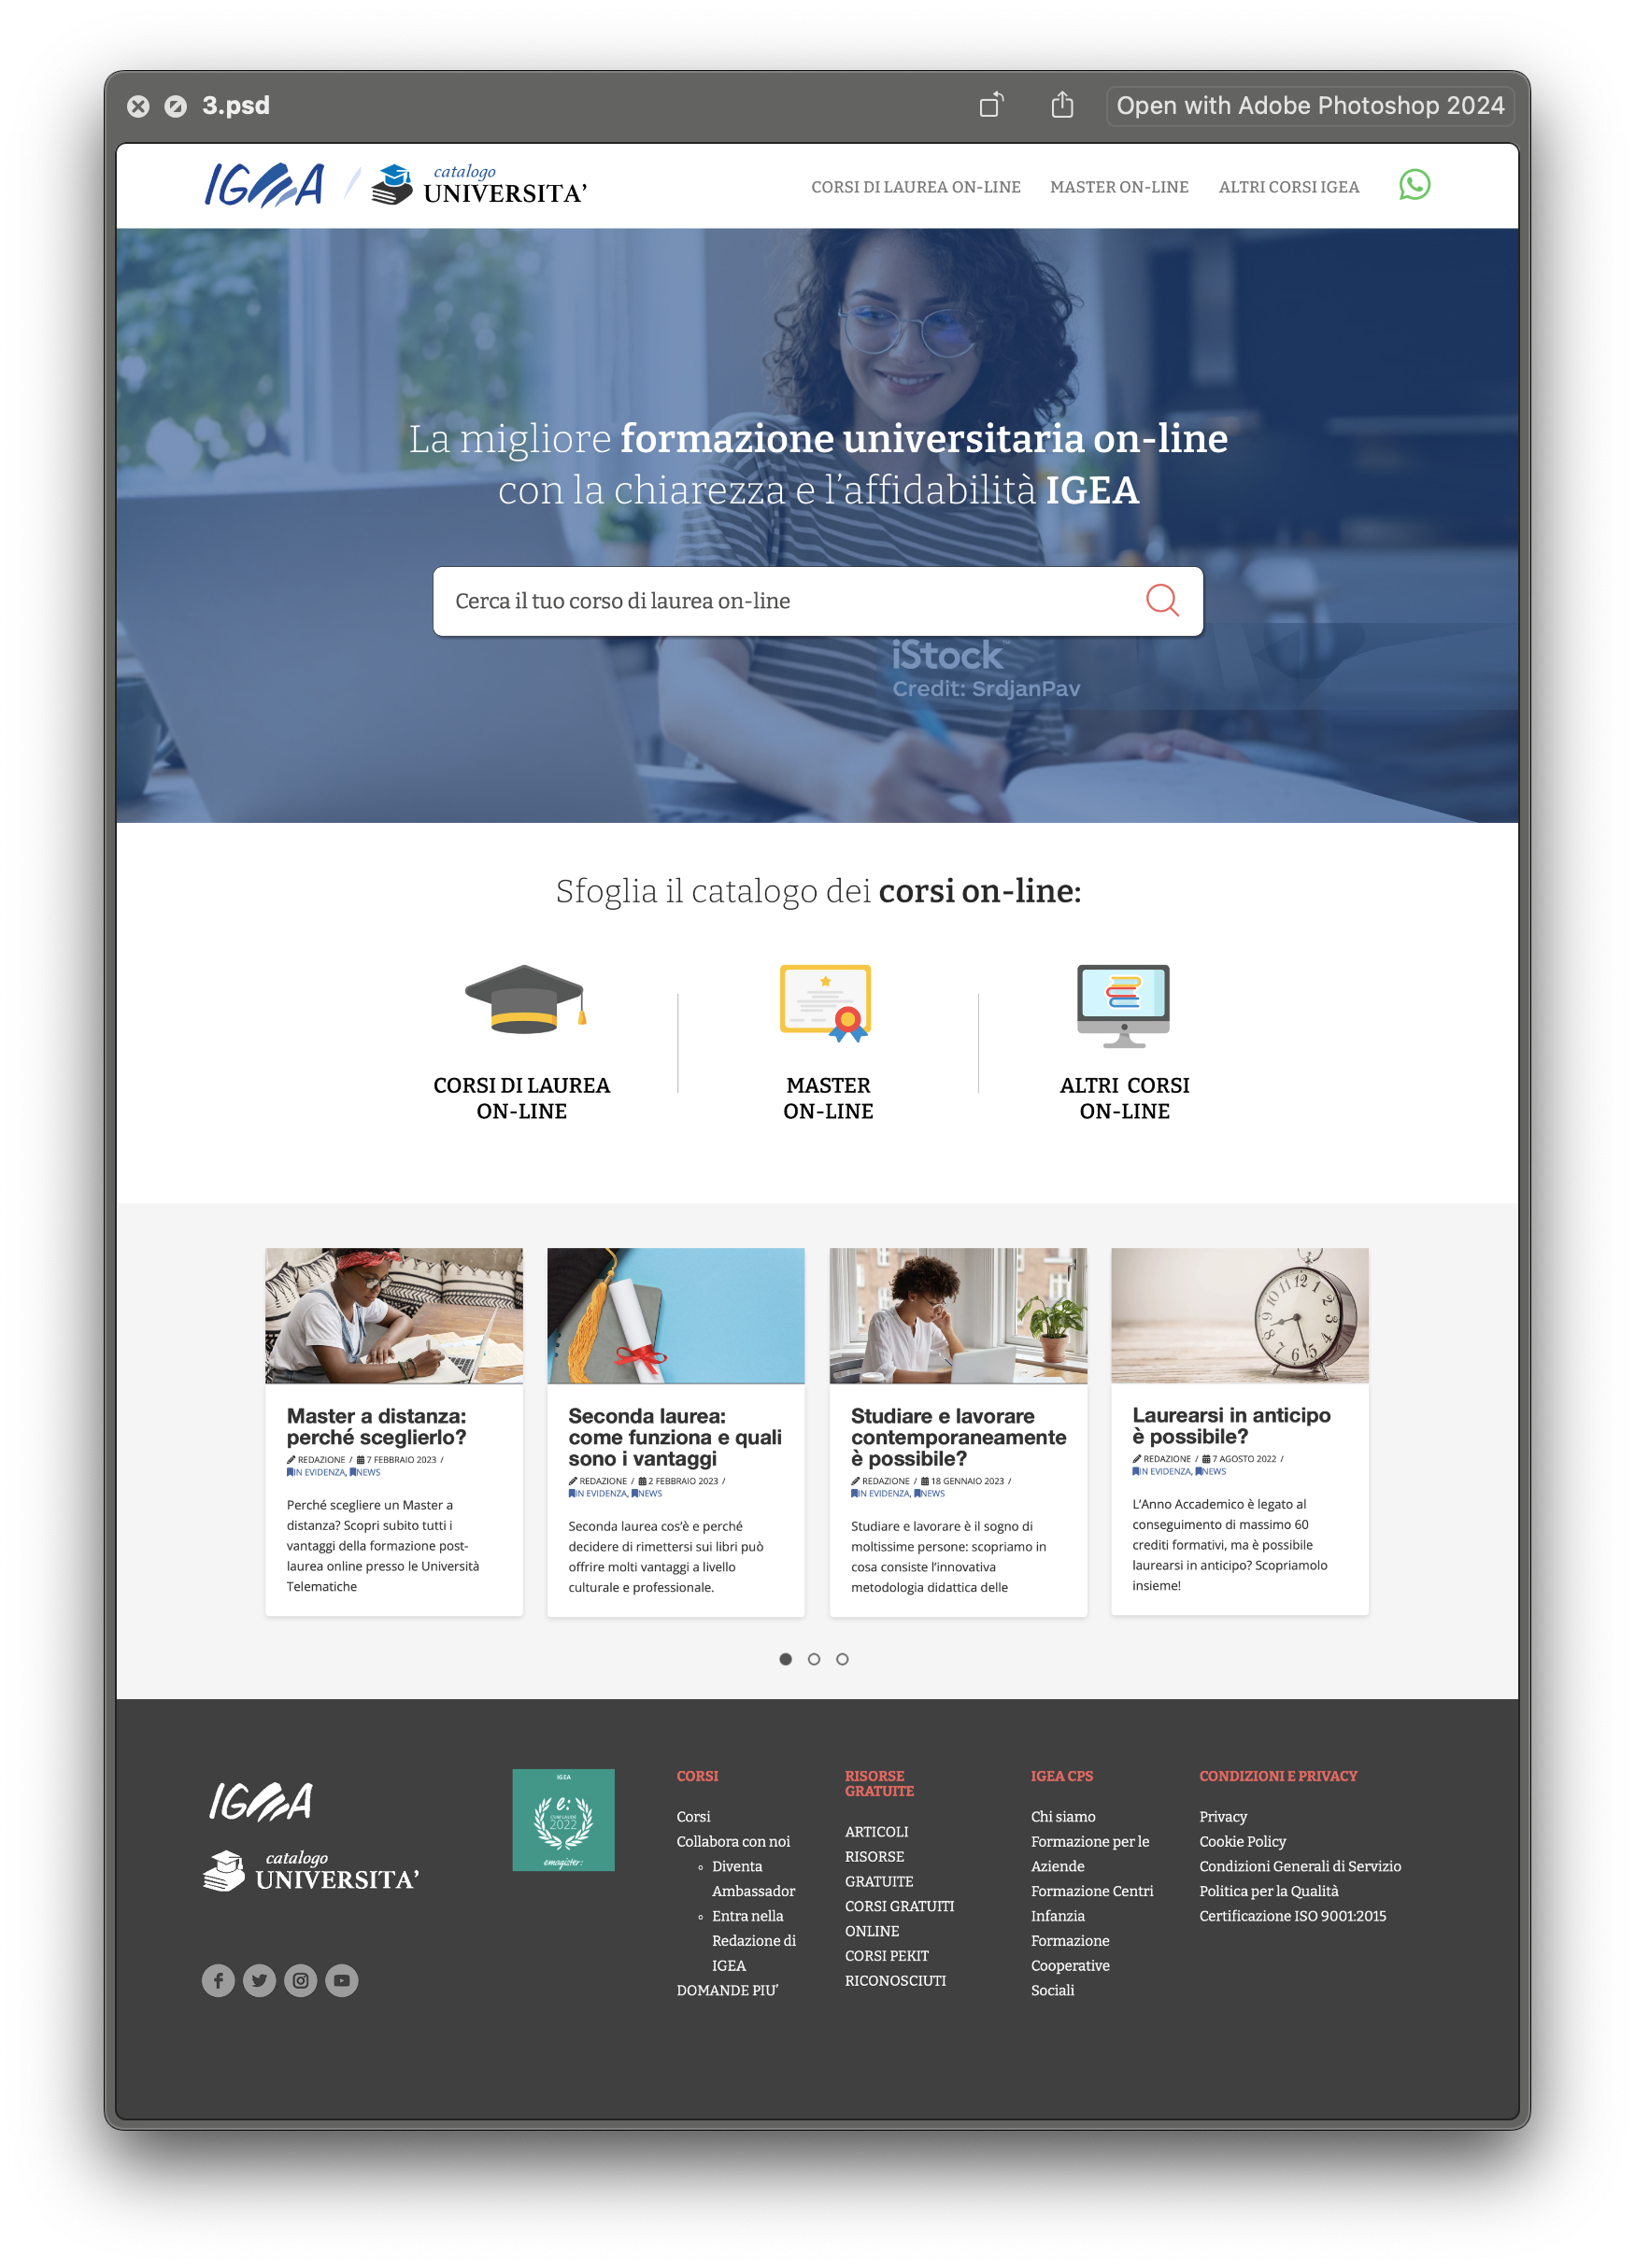 3.psd
Open with Adobe Photoshop 2024
IGEA
catalogo
UNIVERSITA’
CORSI DI LAUREA ON-LINE
MASTER ON-LINE
ALTRI CORSI IGEA
La migliore formazione universitaria on-line
con la chiarezza e l’affidabilità IGEA
Cerca il tuo corso di laurea on-line
iStock
Credit: SrdjanPav
Sfoglia il catalogo dei corsi on-line:
CORSI DI LAUREA
ON-LINE
MASTER
ON-LINE
ALTRI CORSI
ON-LINE
Master a distanza:
perché sceglierlo?
REDAZIONE / 7 FEBBRAIO 2023 /
IN EVIDENZA, NEWS
Perché scegliere un Master a
distanza? Scopri subito tutti i
vantaggi della formazione post-
laurea online presso le Università
Telematiche
Seconda laurea:
come funziona e quali
sono i vantaggi
REDAZIONE / 2 FEBBRAIO 2023 /
IN EVIDENZA, NEWS
Seconda laurea cos’è e perché
decidere di rimettersi sui libri può
offrire molti vantaggi a livello
culturale e professionale.
Studiare e lavorare
contemporaneamente
è possibile?
REDAZIONE / 18 GENNAIO 2023 /
IN EVIDENZA, NEWS
Studiare e lavorare è il sogno di
moltissime persone: scopriamo in
cosa consiste l’innovativa
metodologia didattica delle
Laurearsi in anticipo
è possibile?
REDAZIONE / 7 AGOSTO 2022 /
IN EVIDENZA, NEWS
L’Anno Accademico è legato al
conseguimento di massimo 60
crediti formativi, ma è possibile
laurearsi in anticipo? Scopriamolo
insieme!
IGEA
catalogo
UNIVERSITA’
IGEA
e:
CUM LAUDE
2022
emagister:
CORSI
Corsi
Collabora con noi
Diventa
Ambassador
Entra nella
Redazione di
IGEA
DOMANDE PIU’
RISORSE
GRATUITE
ARTICOLI
RISORSE
GRATUITE
CORSI GRATUITI
ONLINE
CORSI PEKIT
RICONOSCIUTI
IGEA CPS
Chi siamo
Formazione per le
Aziende
Formazione Centri
Infanzia
Formazione
Cooperative
Sociali
CONDIZIONI E PRIVACY
Privacy
Cookie Policy
Condizioni Generali di Servizio
Politica per la Qualità
Certificazione ISO 9001:2015